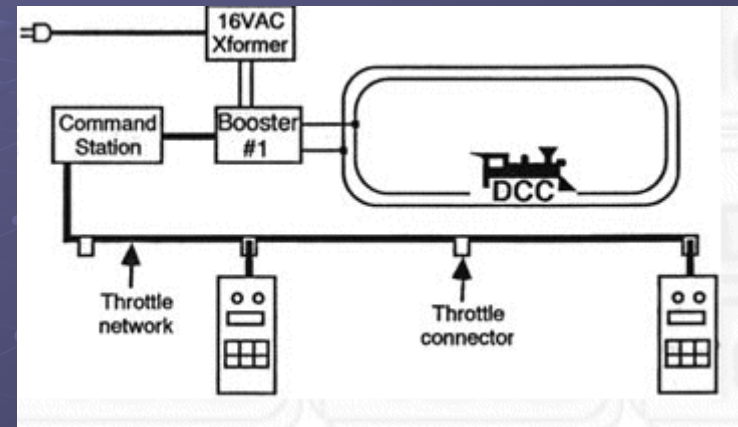 16VAC
Xformer
Command
Station
Booster
#1
DCC
Throttle
network
Throttle
connector